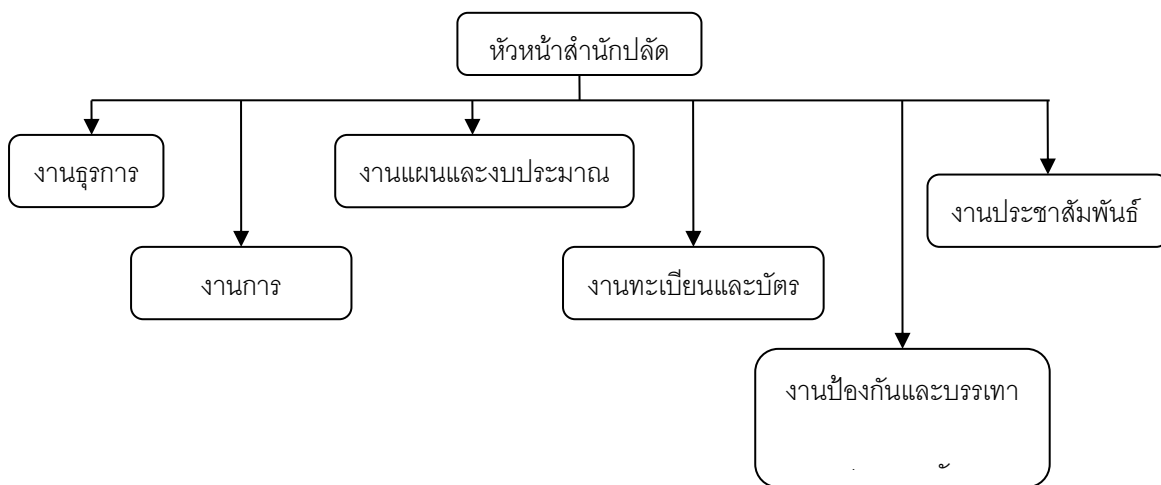 หัวหน้าสำนักปลัด
งานธุรการ
งานแผนและงบประมาณ
งานประชาสัมพันธ์
งานการ
งานทะเบียนและบัตร
งานป้องกันและบรรเทา